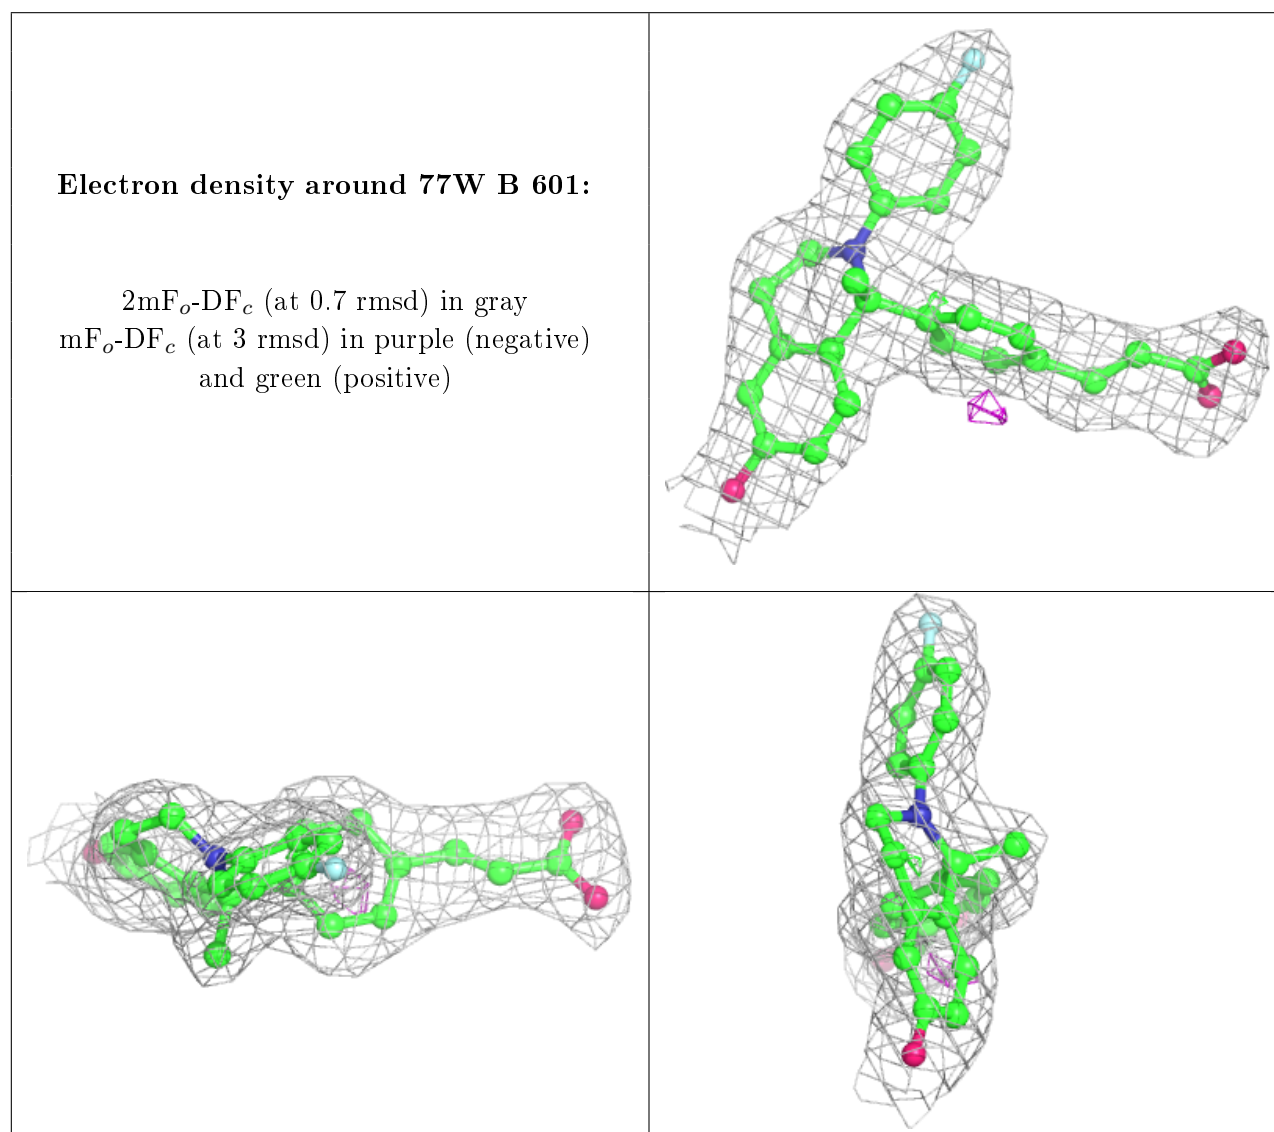 Electron density around 77W B 601:
2mFₒ-DF𝒸 (at 0.7 rmsd) in gray
mFₒ-DF𝒸 (at 3 rmsd) in purple (negative)
and green (positive)